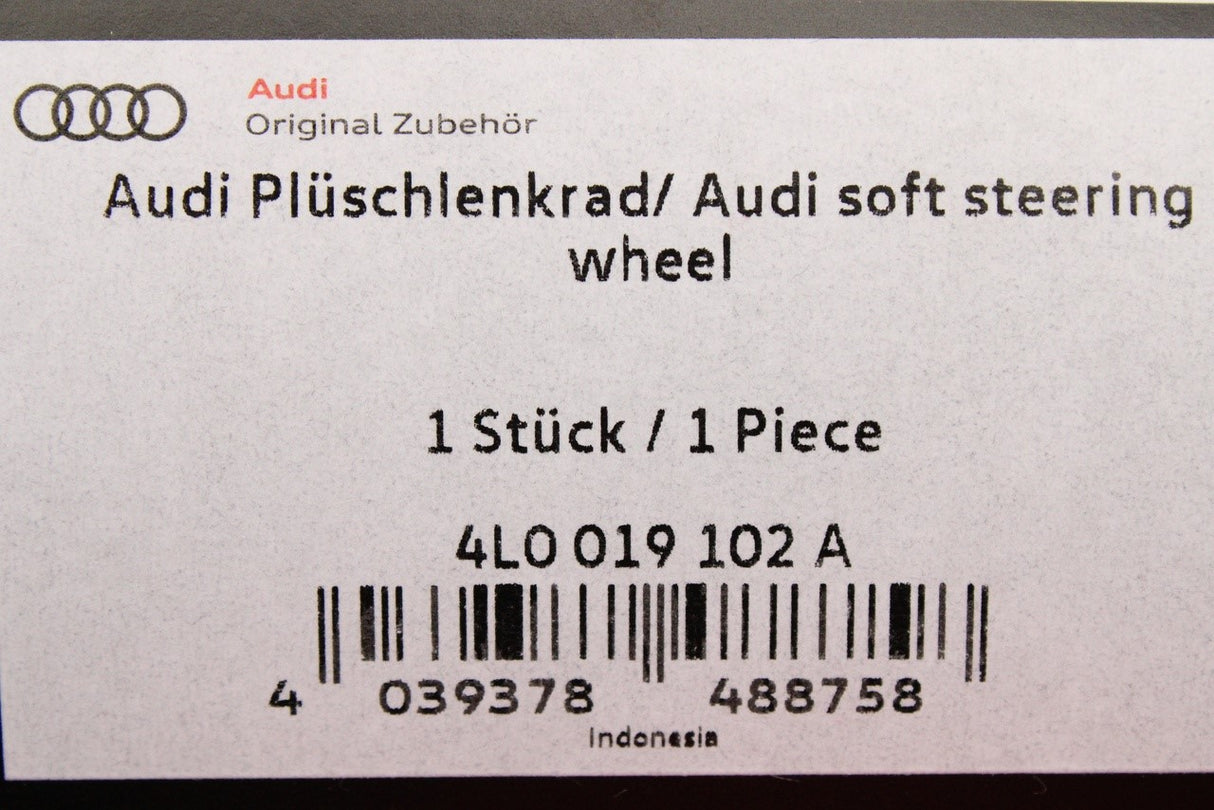 Audi
Original Zubehör
Audi Plüschlenkrad/ Audi soft steering
wheel
1 Stück / 1 Piece
4L0 019 102 A
4 039378 488758
Indonesia